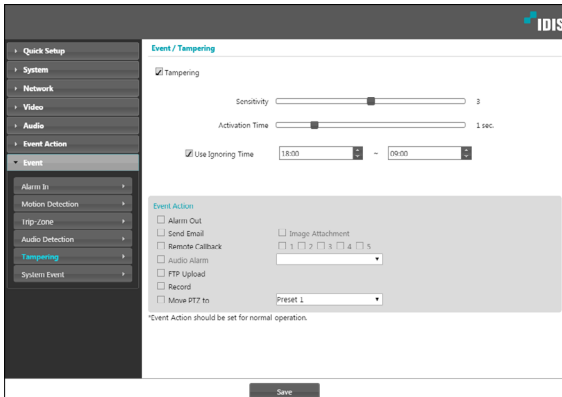 IDIS
Quick Setup
System
Network
Video
Audio
Event Action
Event
Alarm In
Motion Detection
Trip-Zone
Audio Detection
Tampering
System Event
Event / Tampering
Tampering
Sensitivity 3
Activation Time 1 sec.
Use Ignoring Time 18:00 ~ 09:00
Event Action
Alarm Out
Send Email Image Attachment
Remote Callback 1 2 3 4 5
Audio Alarm
FTP Upload
Record
Move PTZ to Preset 1
*Event Action should be set for normal operation.
Save